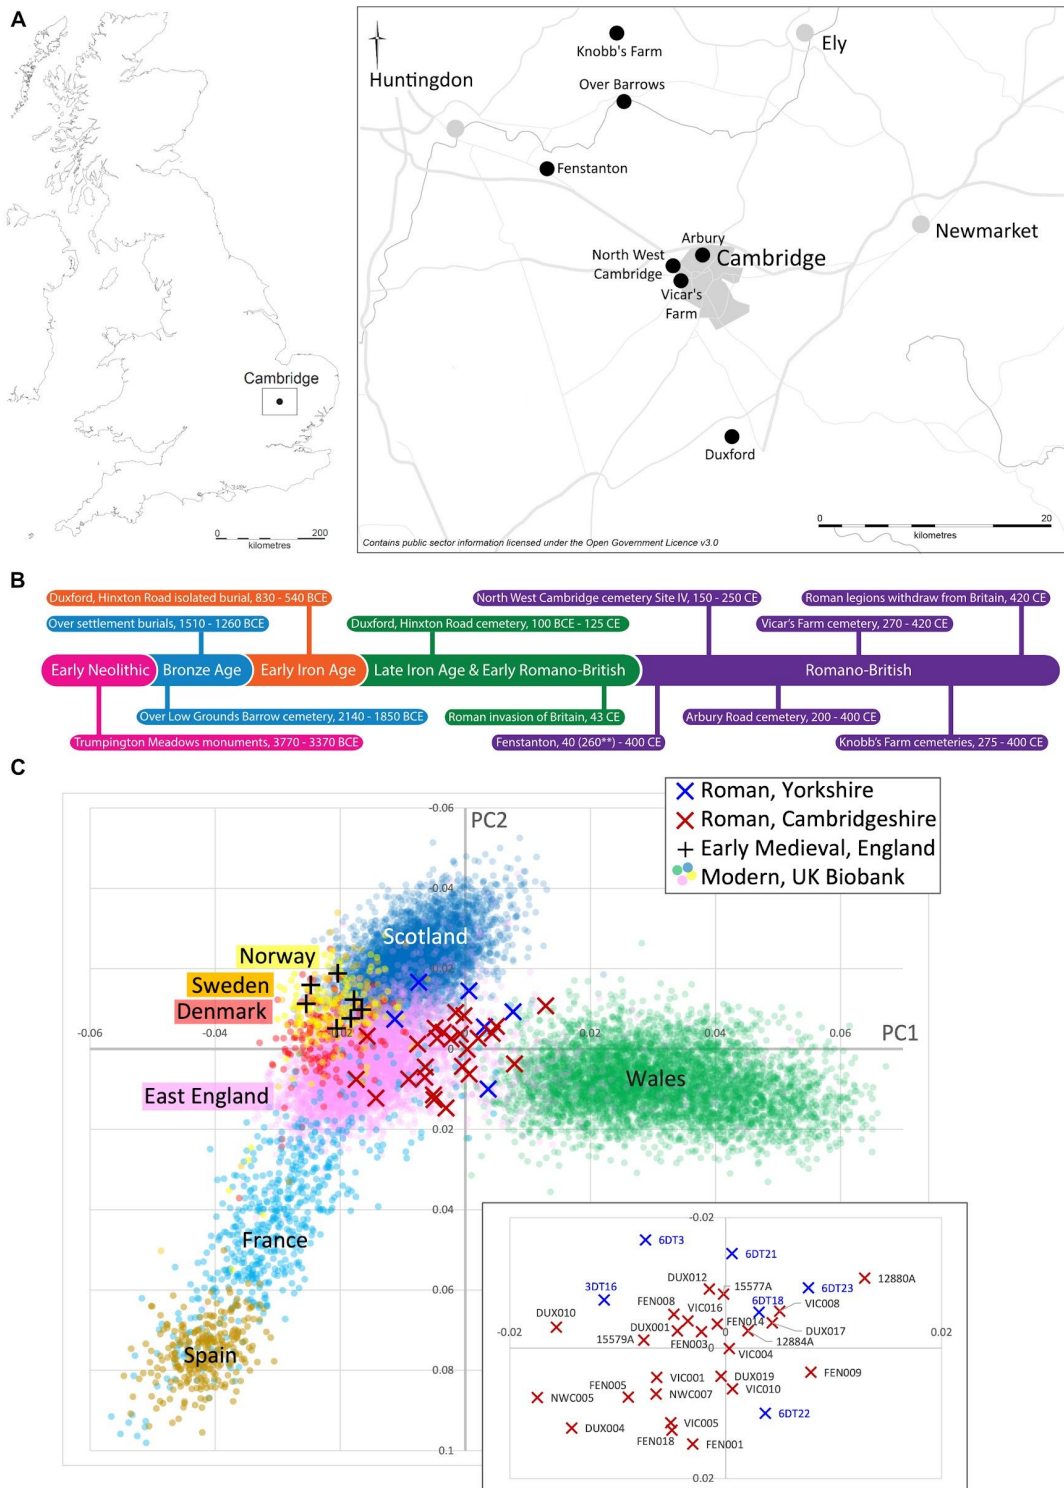 A
Cambridge
0 200
kilometres
Knobb's Farm
Ely
Huntingdon
Over Barrows
Fenstanton
Newmarket
Arbury
North West
Cambridge
Cambridge
Vicar's
Farm
Duxford
0 20
kilometres
Contains public sector information licensed under the Open Government Licence v3.0
B
Duxford, Hinxton Road isolated burial, 830 - 540 BCE
North West Cambridge cemetery Site IV, 150 - 250 CE
Roman legions withdraw from Britain, 420 CE
Over settlement burials, 1510 - 1260 BCE
Duxford, Hinxton Road cemetery, 100 BCE - 125 CE
Vicar's Farm cemetery, 270 - 420 CE
Early Neolithic
Bronze Age
Early Iron Age
Late Iron Age & Early Romano-British
Romano-British
Over Low Grounds Barrow cemetery, 2140 - 1850 BCE
Roman invasion of Britain, 43 CE
Arbury Road cemetery, 200 - 400 CE
Trumpington Meadows monuments, 3770 - 3370 BCE
Fenstanton, 40 (260**) - 400 CE
Knobb's Farm cemeteries, 275 - 400 CE
C
Roman, Yorkshire
Roman, Cambridgeshire
Early Medieval, England
Modern, UK Biobank
-0.06
PC2
-0.04
Scotland
Norway
-0.02
Sweden
Denmark
-0.06 -0.04 -0.02 0 0.02 0.04 0.06
PC1
East England
Wales
0.02
0.04
France
0.06
Spain
0.08
0.1
-0.02
6DT3
6DT21
DUX012
15577A
12880A
6DT23
3DT16
FEN008
VIC016
6DT18
VIC008
DUX010
-0.02
DUX001
FEN014
DUX017
0.02
15579A
FEN003
0
12884A
VIC004
FEN005
VIC001
DUX019
FEN009
NWC005
NWC007
VIC010
DUX004
VIC005
6DT22
FEN018
FEN001
0.02